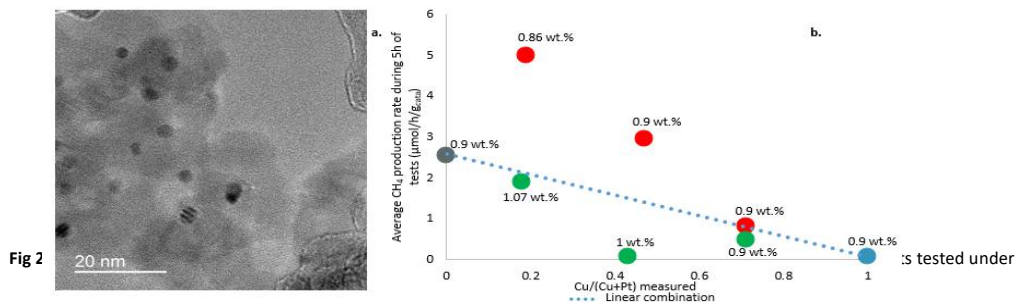 a.
20 nm
b.
Average CH4 production rate during 5h of
tests (μmol/h/gcata)
6
5
4
3
2
1
0
0.86 wt.%
0.9 wt.%
0.9 wt.%
1.07 wt.%
0.9 wt.%
1 wt.%
0.9 wt.%
0.9 wt.%
0
0.2
0.4
0.6
0.8
1
Cu/(Cu+Pt) measured
Linear combination
Fig 2
ts tested under